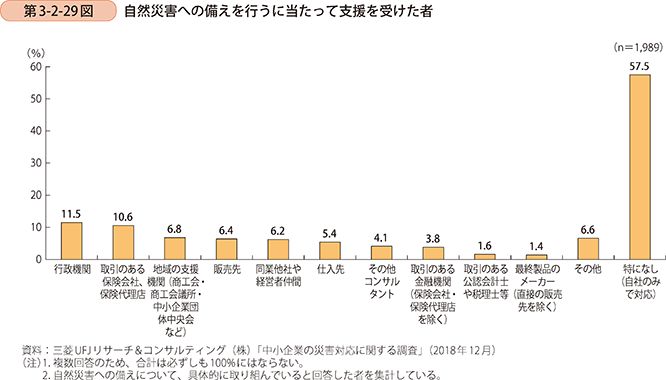 第3-2-29図 自然災害への備えを行うに当たって支援を受けた者
(%)
(n=1,989)
60
50
40
30
20
10
0
11.5
10.6
6.8
6.4
6.2
5.4
4.1
3.8
1.6
1.4
6.6
57.5
行政機関
取引のある
保険会社、
保険代理店
地域の支援
機関（商工会・
商工会議所・
中小企業団
体中央会
など）
販売先
同業他社や
経営者仲間
仕入先
その他
コンサル
タント
取引のある
金融機関
（保険会社・
保険代理店
を除く）
取引のある
公認会計士
や税理士等
最終製品の
メーカー
（直接の販売
先を除く）
その他
特になし
（自社のみ
で対応）
資料：三菱UFJリサーチ＆コンサルティング（株）「中小企業の災害対応に関する調査」（2018年12月）
（注）1. 複数回答のため、合計は必ずしも100％にはならない。
2. 自然災害への備えについて、具体的に取り組んでいると回答した者を集計している。